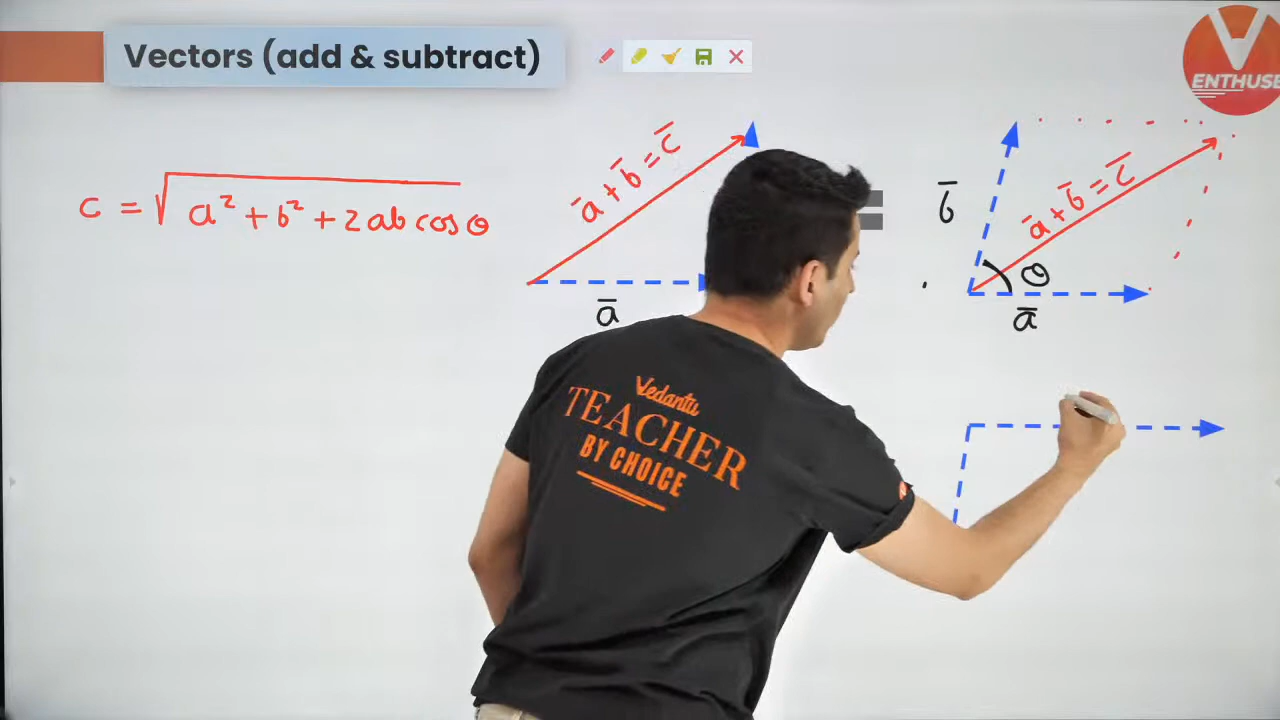 Vectors (add & subtract)
ENTHUSE
c = √a² + b² + 2ab cos θ
a̅ + b̅ = c̅
a̅
=
b̅
a̅ + b̅ = c̅
θ
a̅
Vedantu
TEACHER
BY CHOICE